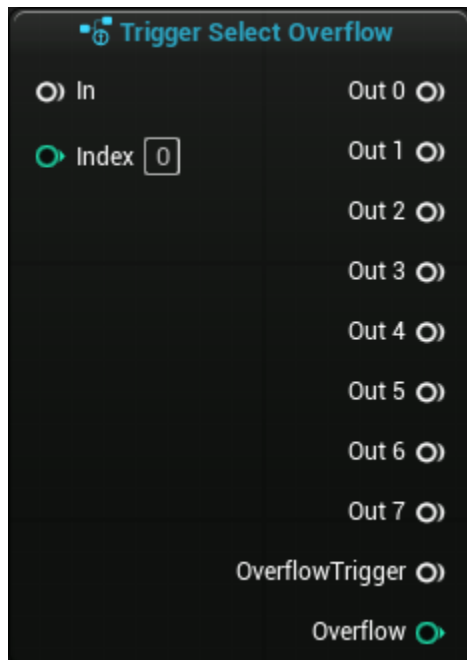 Trigger Select Overflow
In Out 0
Index 0 Out 1
Out 2
Out 3
Out 4
Out 5
Out 6
Out 7
OverflowTrigger
Overflow